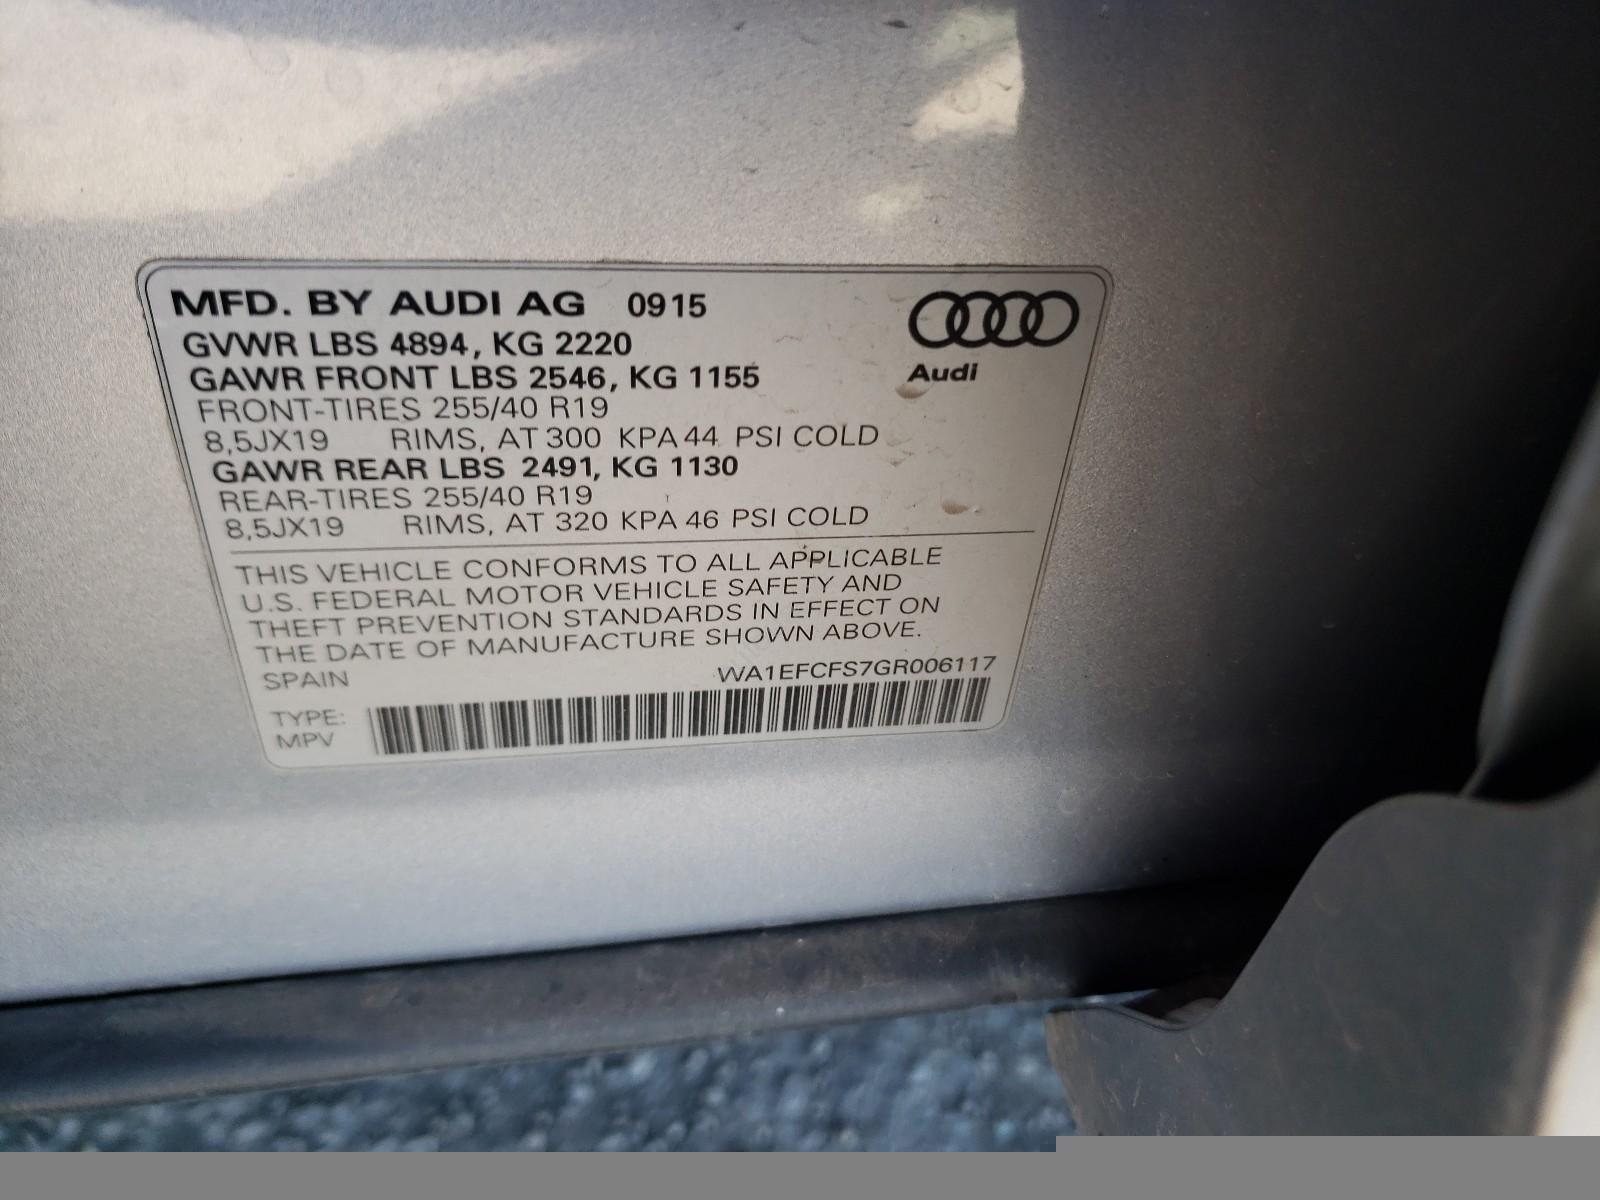 MFD. BY AUDI AG 0915
GVWR LBS 4894, KG 2220
GAWR FRONT LBS 2546, KG 1155
Audi
FRONT-TIRES 255/40 R19
8,5JX19 RIMS, AT 300 KPA 44 PSI COLD
GAWR REAR LBS 2491, KG 1130
REAR-TIRES 255/40 R19
8,5JX19 RIMS, AT 320 KPA 46 PSI COLD
THIS VEHICLE CONFORMS TO ALL APPLICABLE
U.S. FEDERAL MOTOR VEHICLE SAFETY AND
THEFT PREVENTION STANDARDS IN EFFECT ON
THE DATE OF MANUFACTURE SHOWN ABOVE.
SPAIN WA1EFCFS7GR006117
TYPE:
MPV